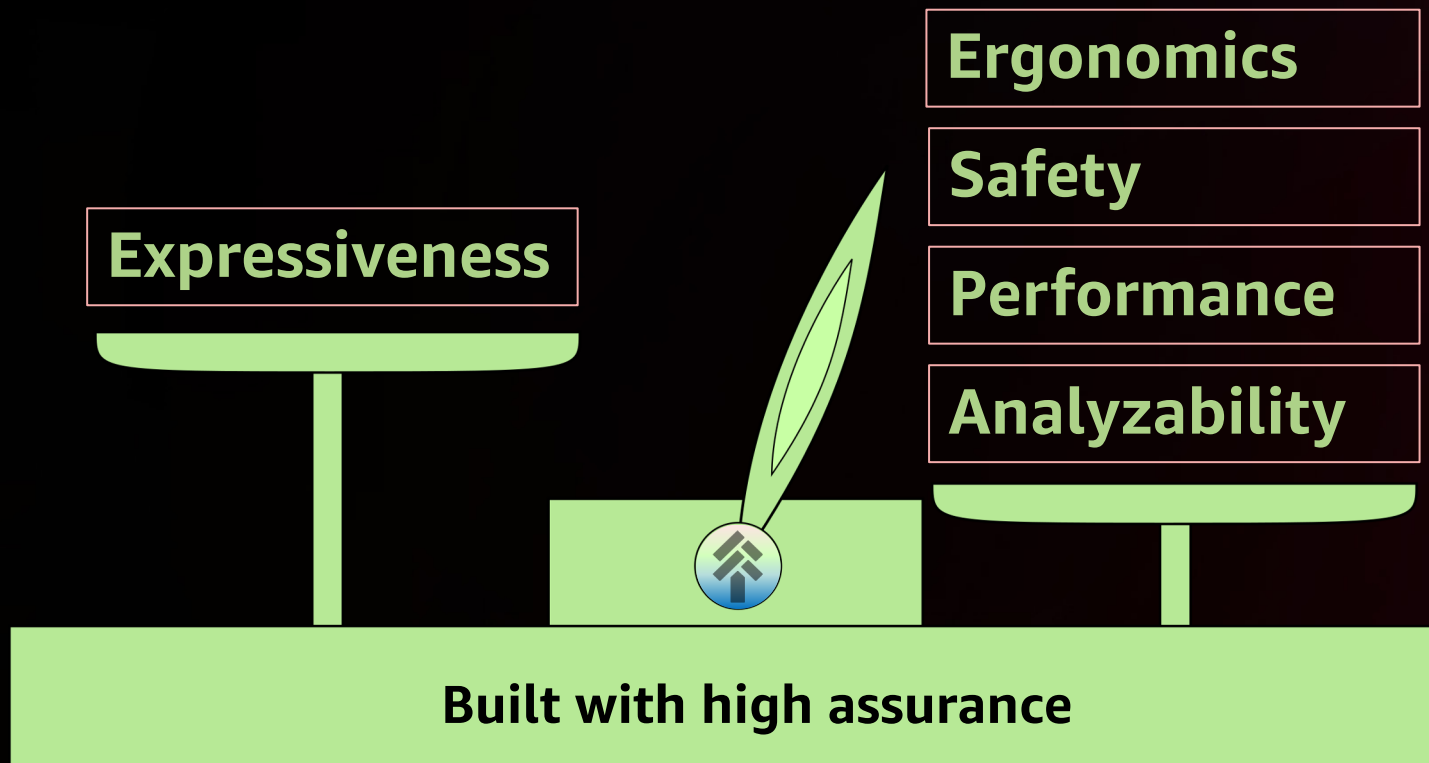 Expressiveness
Ergonomics
Safety
Performance
Analyzability
Built with high assurance